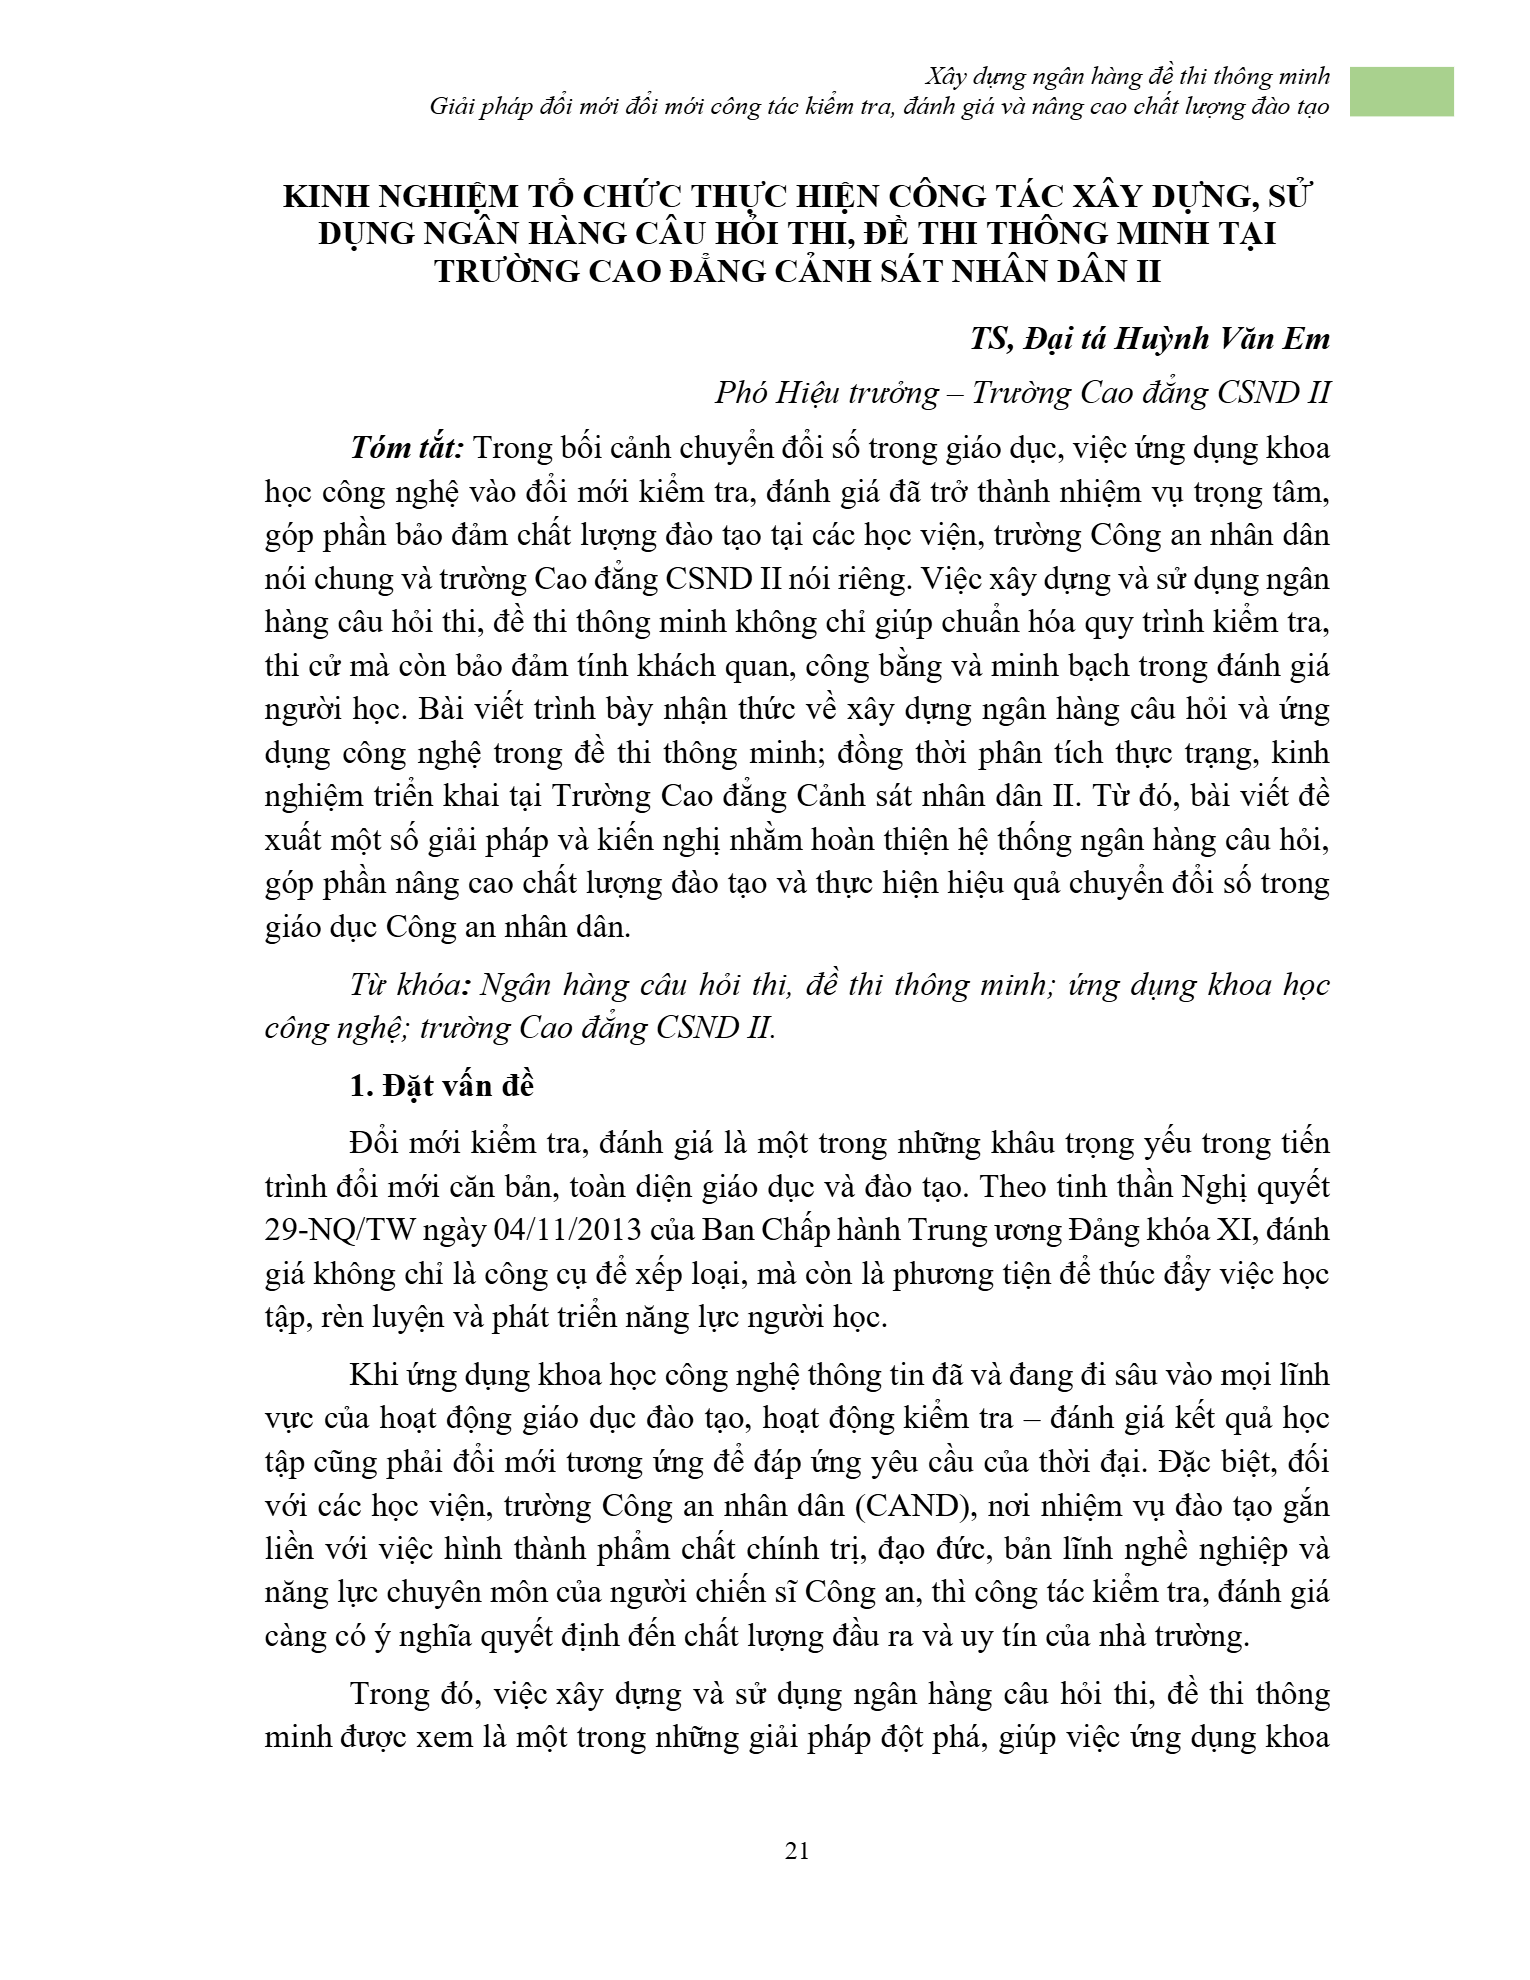 Xây dựng ngân hàng đề thi thông minh
Giải pháp đổi mới đổi mới công tác kiểm tra, đánh giá và nâng cao chất lượng đào tạo
KINH NGHIỆM TỔ CHỨC THỰC HIỆN CÔNG TÁC XÂY DỰNG, SỬ
DỤNG NGÂN HÀNG CÂU HỎI THI, ĐỀ THI THÔNG MINH TẠI
TRƯỜNG CAO ĐẲNG CẢNH SÁT NHÂN DÂN II
TS, Đại tá Huỳnh Văn Em
Phó Hiệu trưởng – Trường Cao đẳng CSND II
Tóm tắt: Trong bối cảnh chuyển đổi số trong giáo dục, việc ứng dụng khoa
học công nghệ vào đổi mới kiểm tra, đánh giá đã trở thành nhiệm vụ trọng tâm,
góp phần bảo đảm chất lượng đào tạo tại các học viện, trường Công an nhân dân
nói chung và trường Cao đẳng CSND II nói riêng. Việc xây dựng và sử dụng ngân
hàng câu hỏi thi, đề thi thông minh không chỉ giúp chuẩn hóa quy trình kiểm tra,
thi cử mà còn bảo đảm tính khách quan, công bằng và minh bạch trong đánh giá
người học. Bài viết trình bày nhận thức về xây dựng ngân hàng câu hỏi và ứng
dụng công nghệ trong đề thi thông minh; đồng thời phân tích thực trạng, kinh
nghiệm triển khai tại Trường Cao đẳng Cảnh sát nhân dân II. Từ đó, bài viết đề
xuất một số giải pháp và kiến nghị nhằm hoàn thiện hệ thống ngân hàng câu hỏi,
góp phần nâng cao chất lượng đào tạo và thực hiện hiệu quả chuyển đổi số trong
giáo dục Công an nhân dân.
Từ khóa: Ngân hàng câu hỏi thi, đề thi thông minh; ứng dụng khoa học
công nghệ; trường Cao đẳng CSND II.
1. Đặt vấn đề
Đổi mới kiểm tra, đánh giá là một trong những khâu trọng yếu trong tiến
trình đổi mới căn bản, toàn diện giáo dục và đào tạo. Theo tinh thần Nghị quyết
29-NQ/TW ngày 04/11/2013 của Ban Chấp hành Trung ương Đảng khóa XI, đánh
giá không chỉ là công cụ để xếp loại, mà còn là phương tiện để thúc đẩy việc học
tập, rèn luyện và phát triển năng lực người học.
Khi ứng dụng khoa học công nghệ thông tin đã và đang đi sâu vào mọi lĩnh
vực của hoạt động giáo dục đào tạo, hoạt động kiểm tra – đánh giá kết quả học
tập cũng phải đổi mới tương ứng để đáp ứng yêu cầu của thời đại. Đặc biệt, đối
với các học viện, trường Công an nhân dân (CAND), nơi nhiệm vụ đào tạo gắn
liền với việc hình thành phẩm chất chính trị, đạo đức, bản lĩnh nghề nghiệp và
năng lực chuyên môn của người chiến sĩ Công an, thì công tác kiểm tra, đánh giá
càng có ý nghĩa quyết định đến chất lượng đầu ra và uy tín của nhà trường.
Trong đó, việc xây dựng và sử dụng ngân hàng câu hỏi thi, đề thi thông
minh được xem là một trong những giải pháp đột phá, giúp việc ứng dụng khoa
21